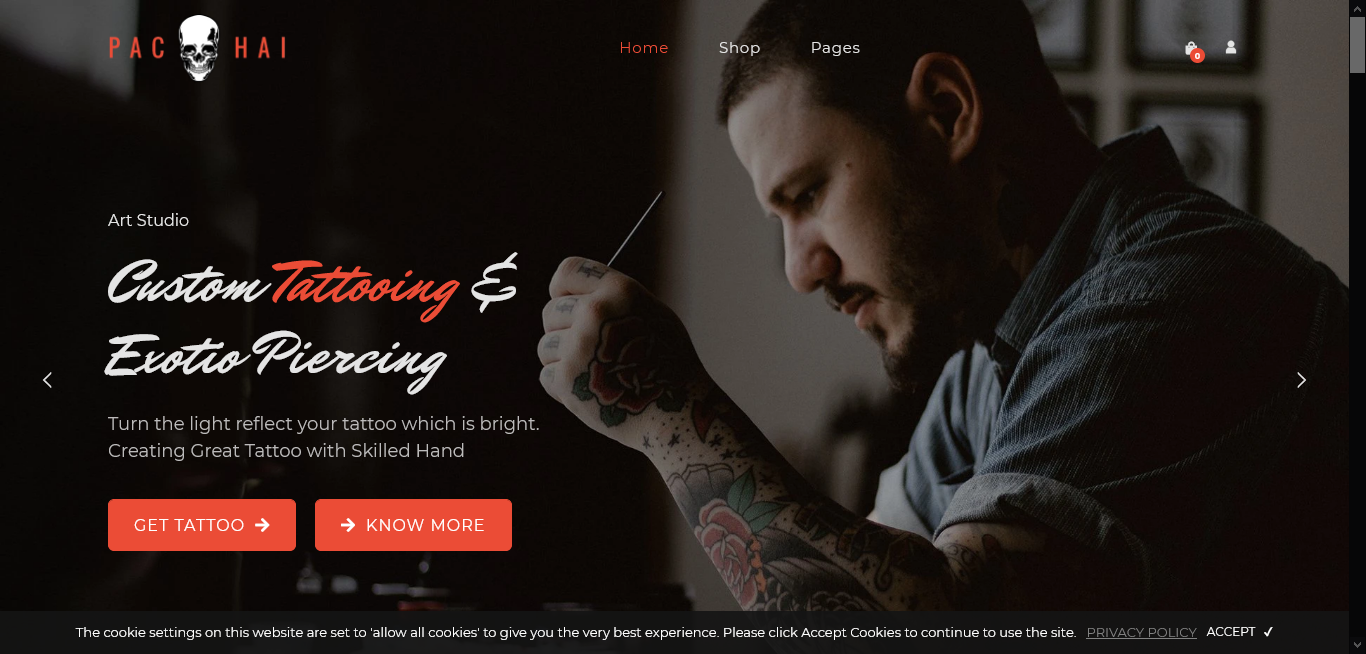 PAC HAI
Home Shop Pages
0
Art Studio
Custom Tattooing &
Exotio Piercing
Turn the light reflect your tattoo which is bright.
Creating Great Tattoo with Skilled Hand
GET TATTOO
KNOW MORE
The cookie settings on this website are set to 'allow all cookies' to give you the very best experience. Please click Accept Cookies to continue to use the site. PRIVACY POLICY ACCEPT ✓